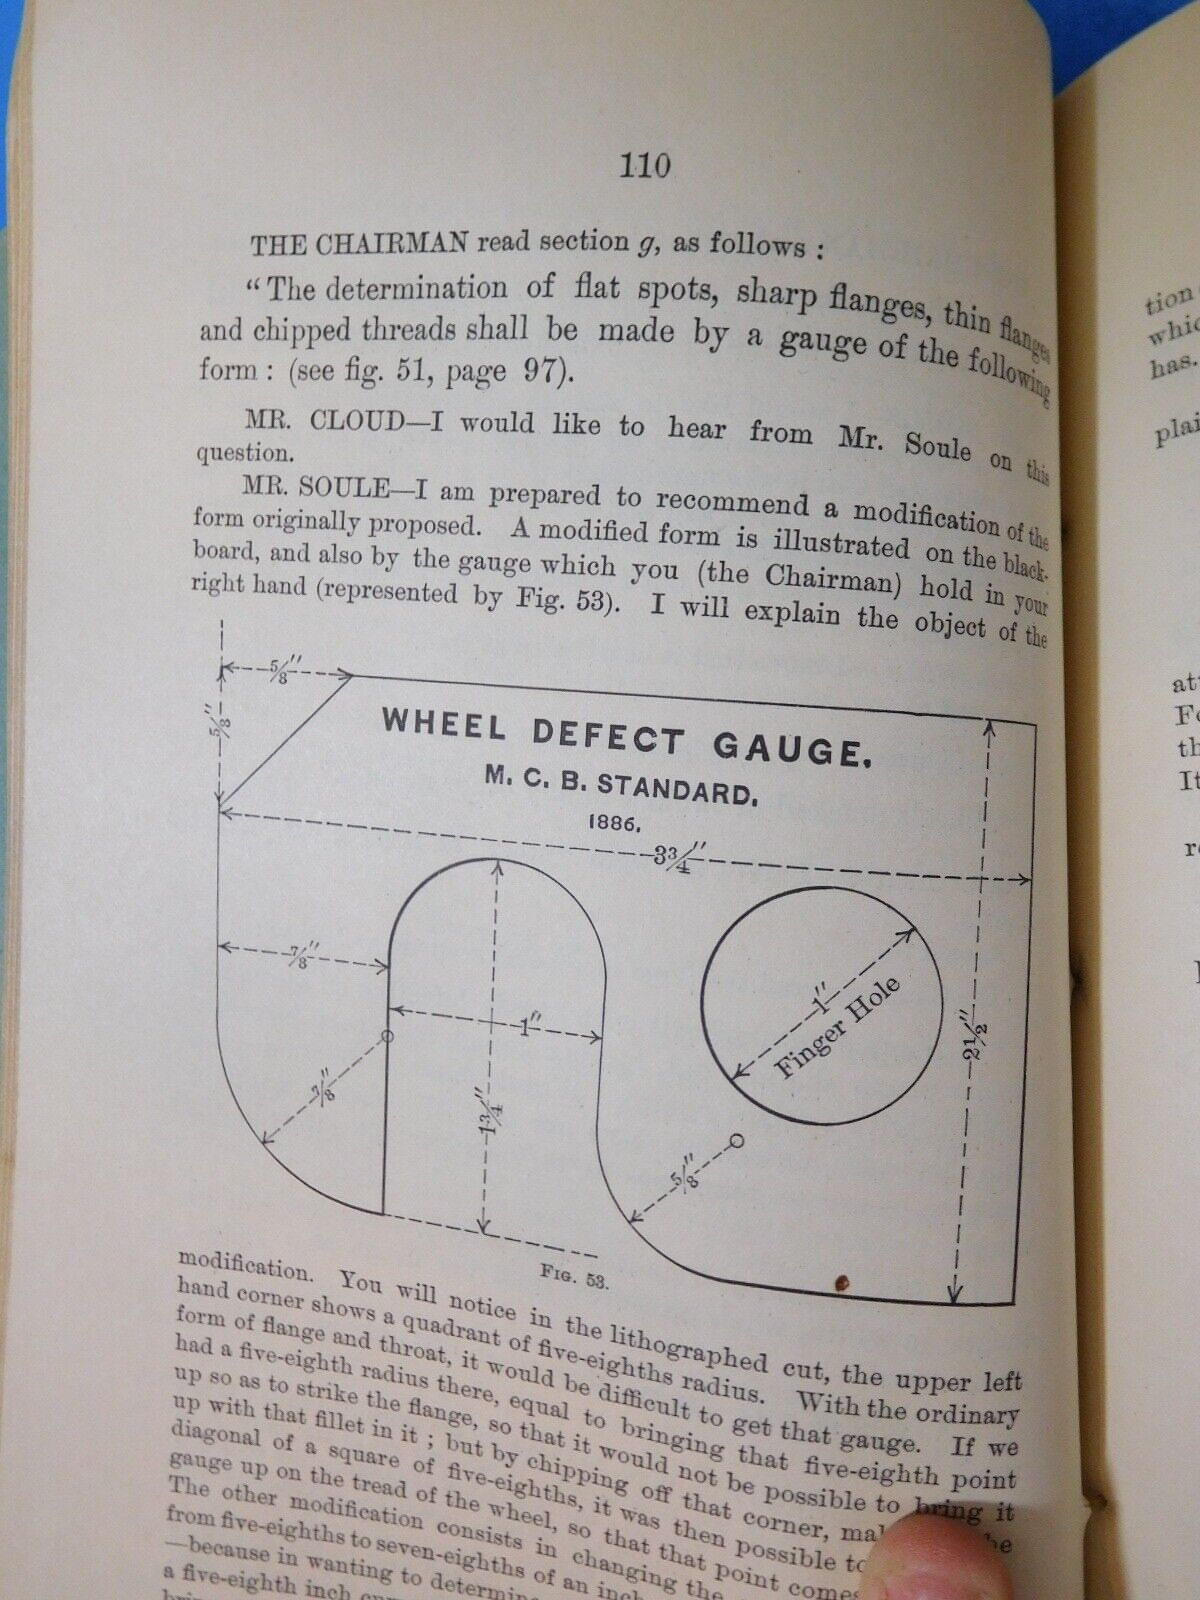 110
THE CHAIRMAN read section g, as follows :
“The determination of flat spots, sharp flanges, thin flanges
and chipped threads shall be made by a gauge of the following
form : (see fig. 51, page 97).
MR. CLOUD—I would like to hear from Mr. Soule on this
question.
MR. SOULE—I am prepared to recommend a modification of the
form originally proposed. A modified form is illustrated on the black-
board, and also by the gauge which you (the Chairman) hold in your
right hand (represented by Fig. 53). I will explain the object of the
5/8″
5/8″
WHEEL DEFECT GAUGE.
M. C. B. STANDARD.
1886.
3 3/4″
7/8″
1″
1″
Finger Hole
2 1/2″
7/8″
1 3/4″
5/8″
FIG. 53.
modification. You will notice in the lithographed cut, the upper left
hand corner shows a quadrant of five-eighths radius. With the ordinary
form of flange and throat, it would be difficult to get that gauge. If we
had a five-eighth radius there, equal to bringing that five-eighth point
up so as to strike the flange, so that it would not be possible to bring it
up with that fillet in it ; but by chipping off that corner,
diagonal of a square of five-eighths, it was then possible to
gauge up on the tread of the wheel, so that that point comes
The other modification consists in changing the
from five-eighths to seven-eighths of an inch
—because in wanting to
a five-eighth inch
tion
has.